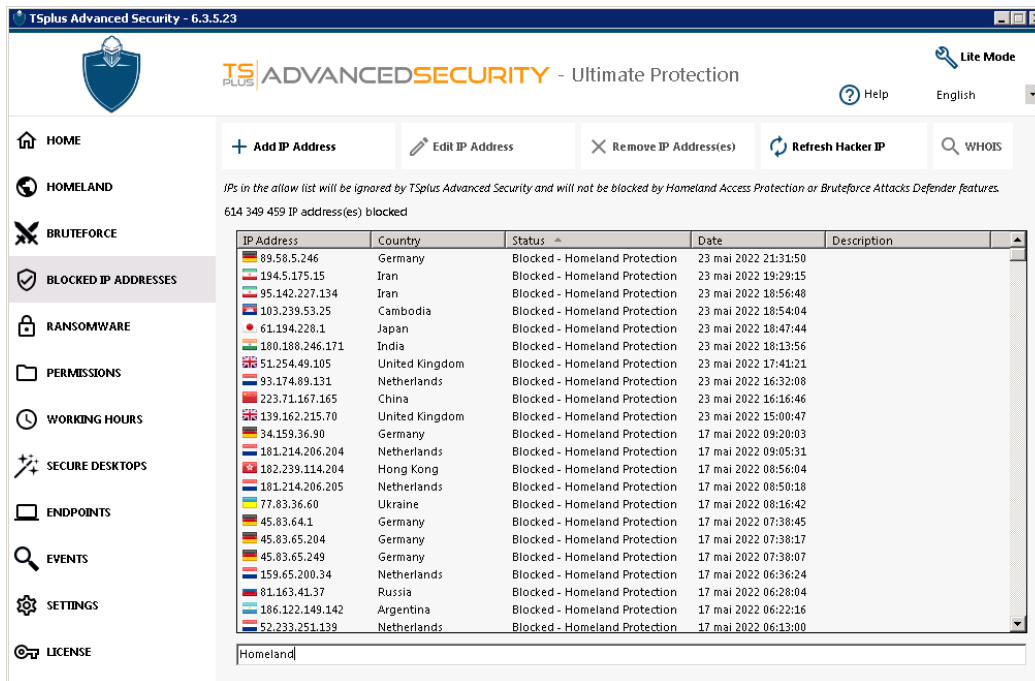 TSplus Advanced Security - 6.3.5.23
TS PLUS ADVANCEDSECURITY - Ultimate Protection
Lite Mode
Help
English
HOME
HOMELAND
BRUTEFORCE
BLOCKED IP ADDRESSES
RANSOMWARE
PERMISSIONS
WORKING HOURS
SECURE DESKTOPS
ENDPOINTS
EVENTS
SETTINGS
LICENSE
Add IP Address Edit IP Address Remove IP Address(es) Refresh Hacker IP WHOIS
IPs in the allow list will be ignored by TSplus Advanced Security and will not be blocked by Homeland Access Protection or Bruteforce Attacks Defender features.
614 349 459 IP address(es) blocked
IP Address Country Status Date Description
89.58.5.246 Germany Blocked - Homeland Protection 23 mai 2022 21:31:50
194.5.175.15 Iran Blocked - Homeland Protection 23 mai 2022 19:29:15
95.142.227.134 Iran Blocked - Homeland Protection 23 mai 2022 18:56:48
103.239.53.25 Cambodia Blocked - Homeland Protection 23 mai 2022 18:54:04
61.194.228.1 Japan Blocked - Homeland Protection 23 mai 2022 18:47:44
180.188.246.171 India Blocked - Homeland Protection 23 mai 2022 18:13:56
51.254.49.105 United Kingdom Blocked - Homeland Protection 23 mai 2022 17:41:21
93.174.89.131 Netherlands Blocked - Homeland Protection 23 mai 2022 16:32:08
223.71.167.165 China Blocked - Homeland Protection 23 mai 2022 16:16:46
139.162.215.70 United Kingdom Blocked - Homeland Protection 23 mai 2022 15:00:47
34.159.36.90 Germany Blocked - Homeland Protection 17 mai 2022 09:20:03
181.214.206.204 Netherlands Blocked - Homeland Protection 17 mai 2022 09:05:31
182.239.114.204 Hong Kong Blocked - Homeland Protection 17 mai 2022 08:56:04
181.214.206.205 Netherlands Blocked - Homeland Protection 17 mai 2022 08:50:18
77.83.36.60 Ukraine Blocked - Homeland Protection 17 mai 2022 08:16:42
45.83.64.1 Germany Blocked - Homeland Protection 17 mai 2022 07:38:45
45.83.65.204 Germany Blocked - Homeland Protection 17 mai 2022 07:38:17
45.83.65.249 Germany Blocked - Homeland Protection 17 mai 2022 07:38:07
159.65.200.34 Netherlands Blocked - Homeland Protection 17 mai 2022 06:36:24
81.163.41.37 Russia Blocked - Homeland Protection 17 mai 2022 06:28:04
186.122.149.142 Argentina Blocked - Homeland Protection 17 mai 2022 06:22:16
52.233.251.139 Netherlands Blocked - Homeland Protection 17 mai 2022 06:13:00
Homeland